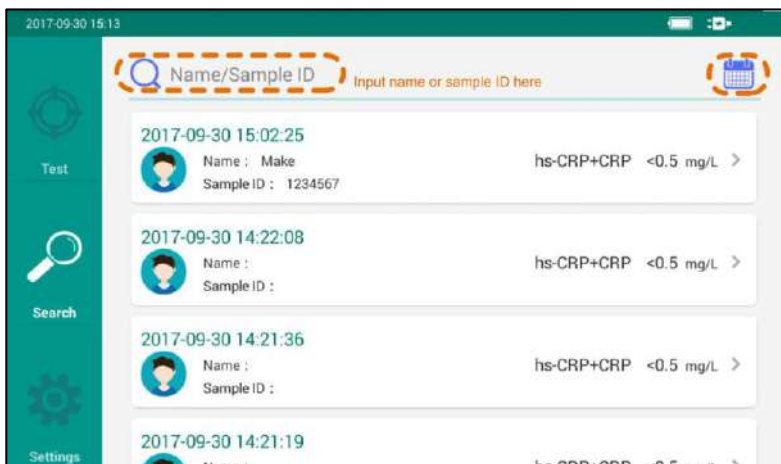 2017-09-30 15:13
Name/Sample ID
Input name or sample ID here
Test
Search
Settings
2017-09-30 15:02:25
Name : Make
Sample ID : 1234567
hs-CRP+CRP <0.5 mg/L >
2017-09-30 14:22:08
Name :
Sample ID :
hs-CRP+CRP <0.5 mg/L >
2017-09-30 14:21:36
Name :
Sample ID :
hs-CRP+CRP <0.5 mg/L >
2017-09-30 14:21:19